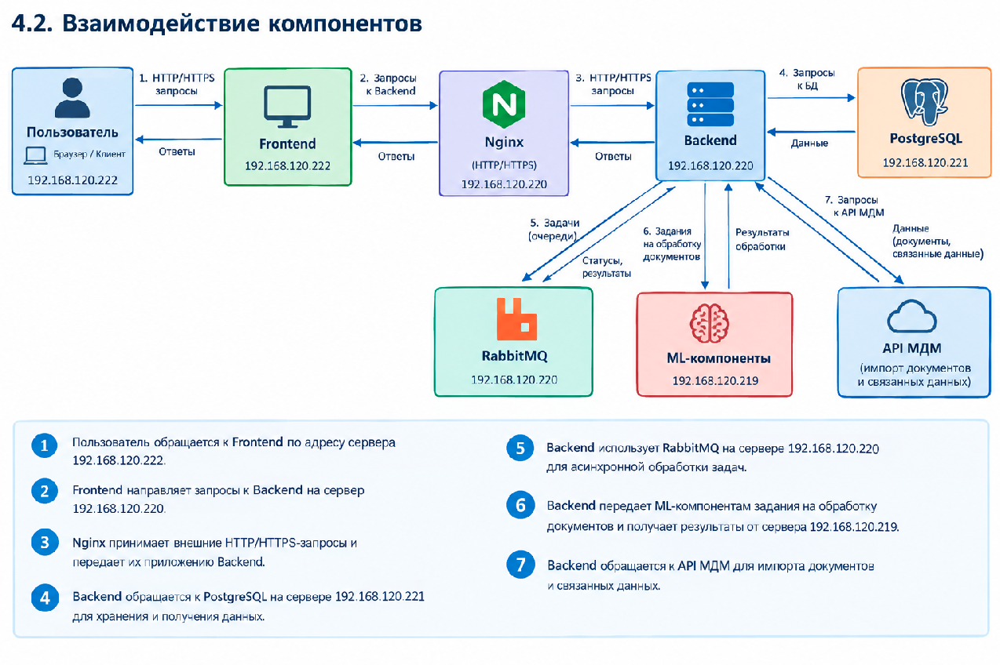 4.2. Взаимодействие компонентов
Пользователь
Браузер / Клиент
192.168.120.222
1. HTTP/HTTPS
запросы
Ответы
Frontend
192.168.120.222
2. Запросы
к Backend
Ответы
Nginx
(HTTP/HTTPS)
192.168.120.220
3. HTTP/HTTPS
запросы
Ответы
Backend
192.168.120.220
4. Запросы
к БД
Данные
PostgreSQL
192.168.120.221
5. Задачи
(очереди)
Статусы,
результаты
6. Задания
на обработку
документов
Результаты
обработки
7. Запросы
к API МДМ
Данные
(документы,
связанные данные)
RabbitMQ
192.168.120.220
ML-компоненты
192.168.120.219
API МДМ
(импорт документов
и связанных данных)
1
Пользователь обращается к Frontend по адресу сервера
192.168.120.222.
2
Frontend направляет запросы к Backend на сервер
192.168.120.220.
3
Nginx принимает внешние HTTP/HTTPS-запросы и
передает их приложению Backend.
4
Backend обращается к PostgreSQL на сервере 192.168.120.221
для хранения и получения данных.
5
Backend использует RabbitMQ на сервере 192.168.120.220
для асинхронной обработки задач.
6
Backend передает ML-компонентам задания на обработку
документов и получает результаты от сервера 192.168.120.219.
7
Backend обращается к API МДМ для импорта документов
и связанных данных.